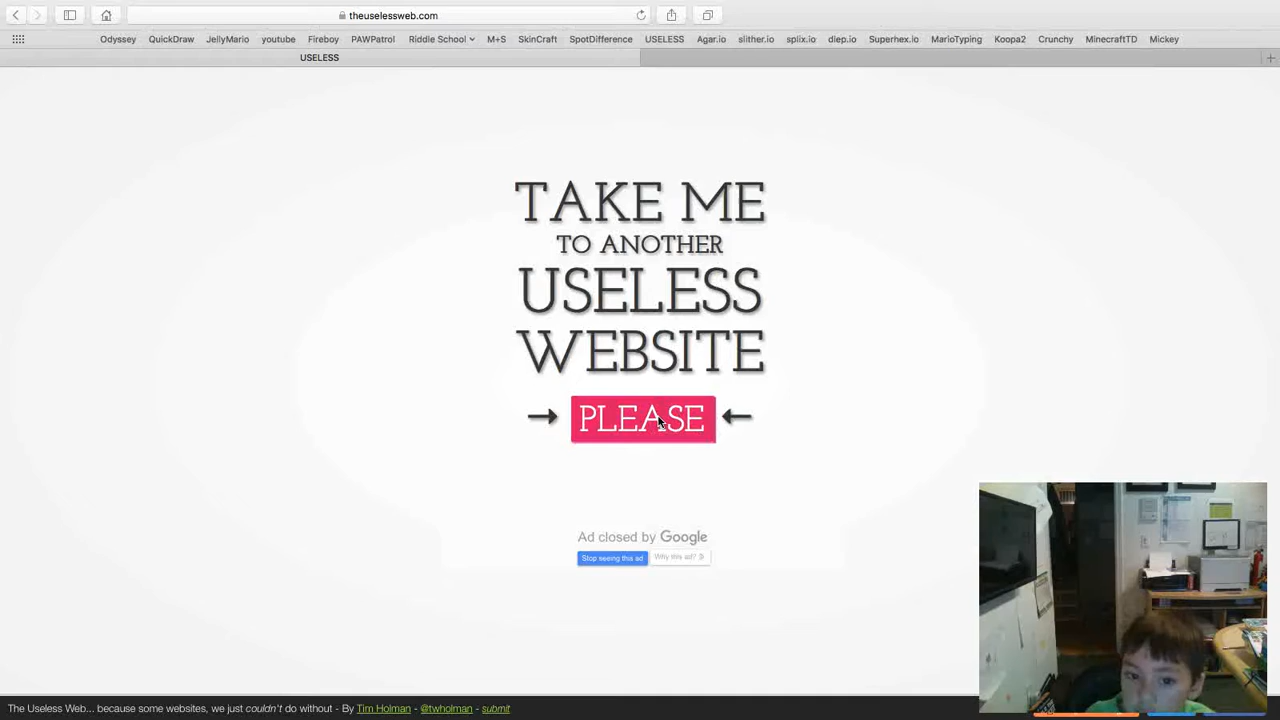 theuselessweb.com
Odyssey QuickDraw JellyMario youtube Fireboy PAWPatrol Riddle School M+S SkinCraft SpotDifference USELESS Agar.io slither.io splix.io diep.io Superhex.io MarioTyping Koopa2 Crunchy MinecraftTD Mickey
USELESS
TAKE ME
TO ANOTHER
USELESS
WEBSITE
PLEASE
Ad closed by Google
Stop seeing this ad Why this ad?
The Useless Web... because some websites, we just couldn't do without - By Tim Holman - @twholman - submit